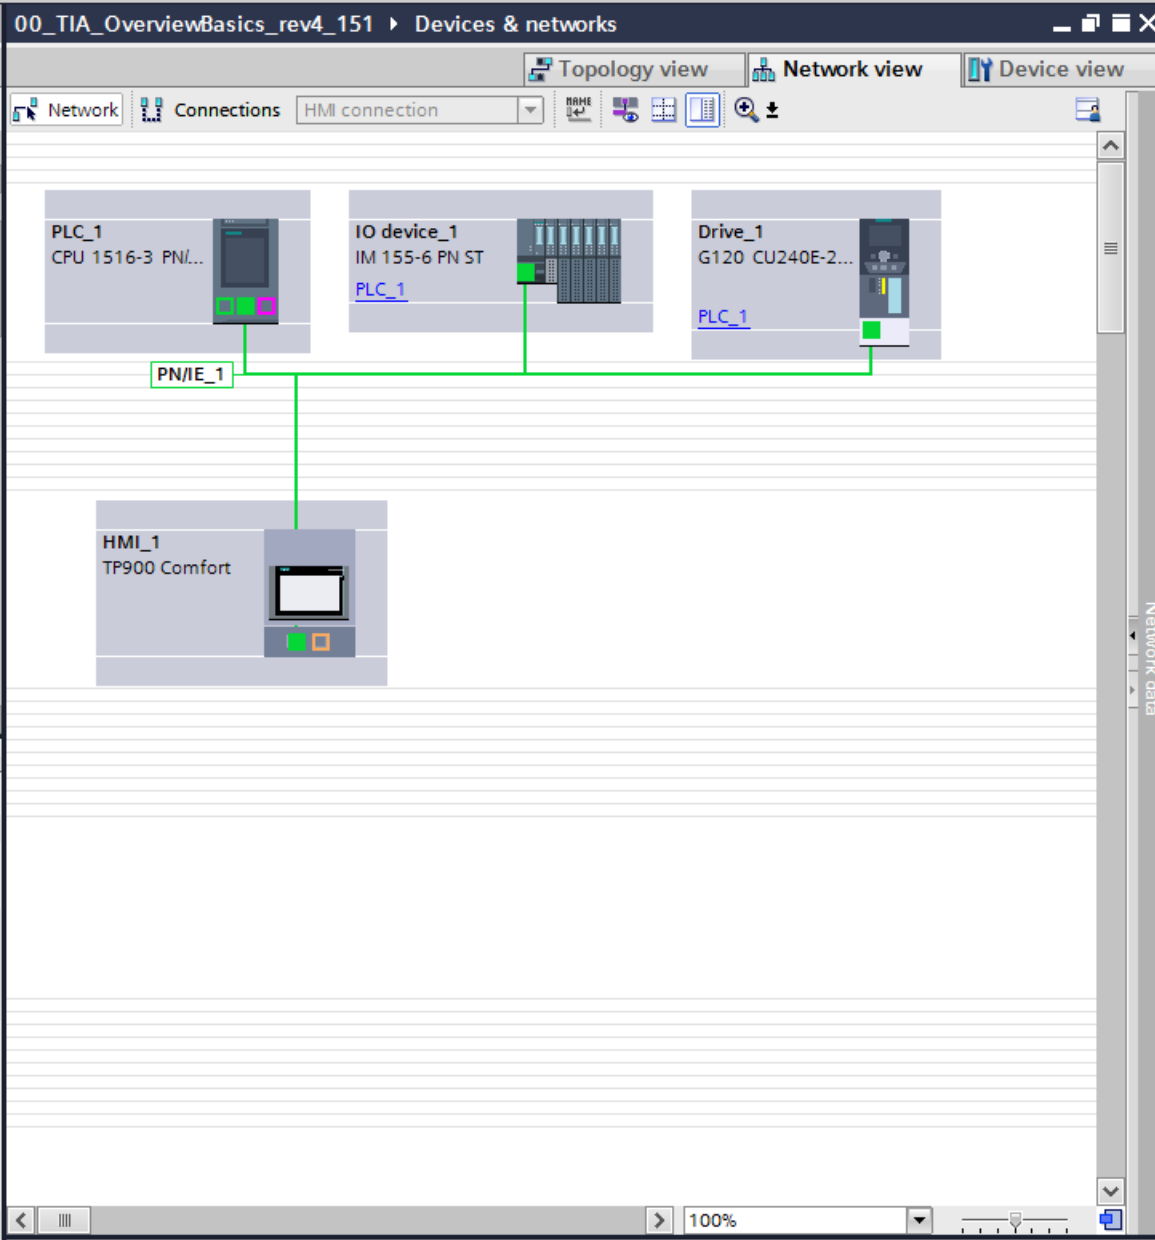 00_TIA_OverviewBasics_rev4_151 ▸ Devices & networks
Topology view
Network view
Device view
Network
Connections
HMI connection
NAME
PLC_1
CPU 1516-3 PN/...
IO device_1
IM 155-6 PN ST
PLC_1
Drive_1
G120 CU240E-2...
PLC_1
PN/IE_1
HMI_1
TP900 Comfort
Network data
100%